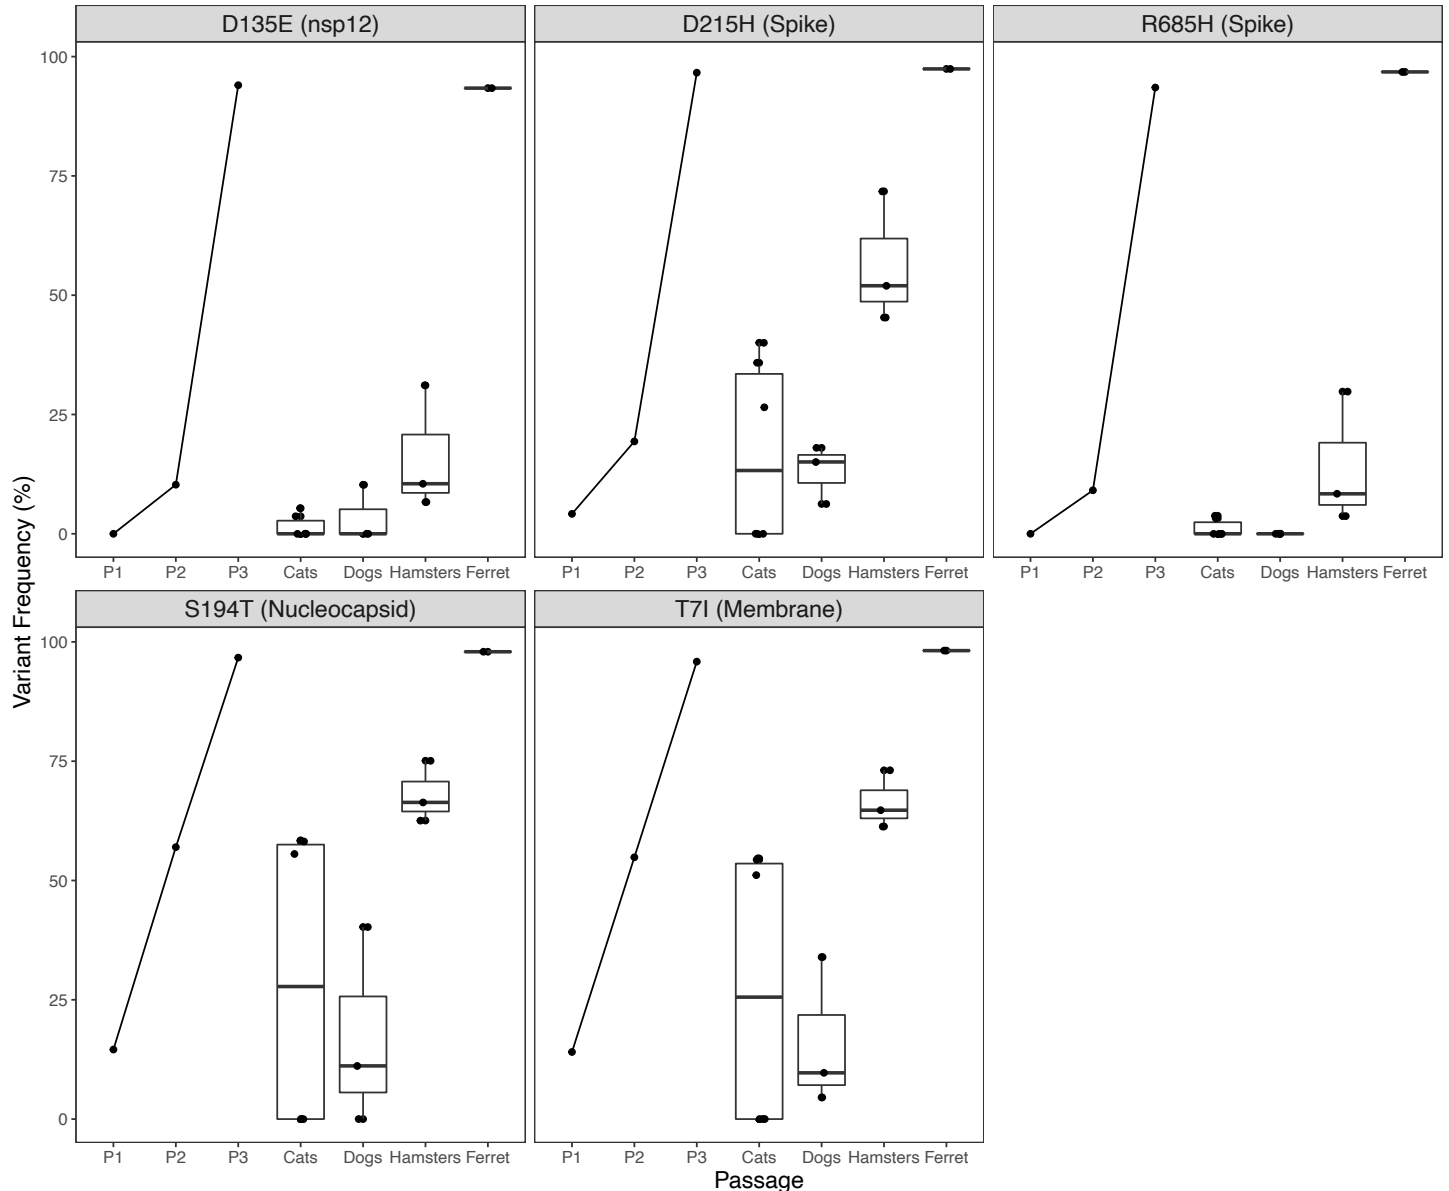 D135E (nsp12) D215H (Spike) R685H (Spike)
100
75
50
25
0
P1 P2 P3 Cats Dogs Hamsters Ferret P1 P2 P3 Cats Dogs Hamsters Ferret P1 P2 P3 Cats Dogs Hamsters Ferret
Variant Frequency (%)
S194T (Nucleocapsid) T7I (Membrane)
100
75
50
25
0
P1 P2 P3 Cats Dogs Hamsters Ferret P1 P2 P3 Cats Dogs Hamsters Ferret
Passage